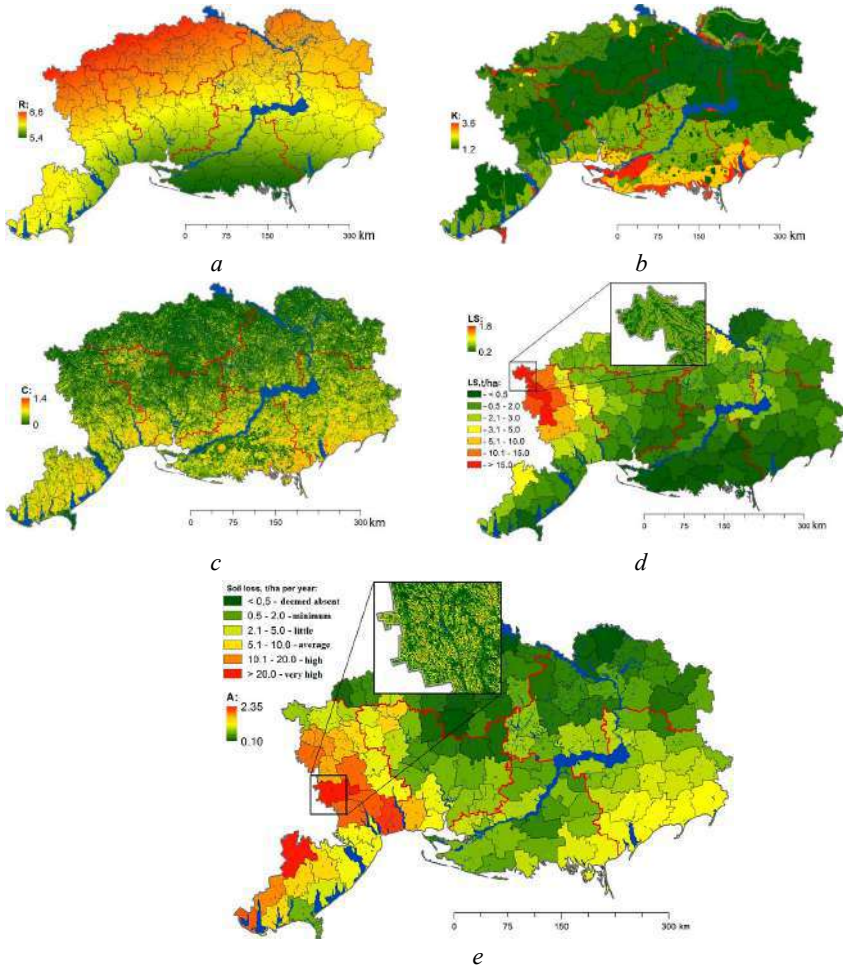 R:
6.6
5.4
0 75 150 300 km
a
K:
3.6
1.2
0 75 150 300 km
b
C:
1.4
0
0 75 150 300 km
c
LS:
1.8
0.2
LS, t/ha:
- < 0.5
- 0.5 - 2.0
- 2.1 - 3.0
- 3.1 - 5.0
- 5.1 - 10.0
- 10.1 - 15.0
- > 15.0
0 75 150 300 km
d
Soil loss, t/ha per year:
< 0,5 - deemed absent
0.5 - 2.0 - minimum
2.1 - 5.0 - little
5.1 - 10.0 - average
10.1 - 20.0 - high
> 20.0 - very high
A:
2.35
0.10
0 75 150 300 km
e